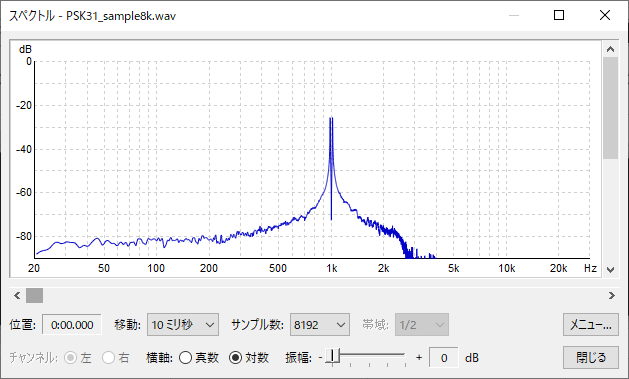 スペクトル - PSK31_sample8k.wav
dB
0
-20
-40
-60
-80
20 50 100 200 500 1k 2k 5k 10k 20k Hz
位置: 0:00.000 移動: 10 ミリ秒 サンプル数: 8192 帯域: 1/2 メニュー...
チャンネル: 左 右 横軸: 真数 対数 振幅: - + 0 dB 閉じる